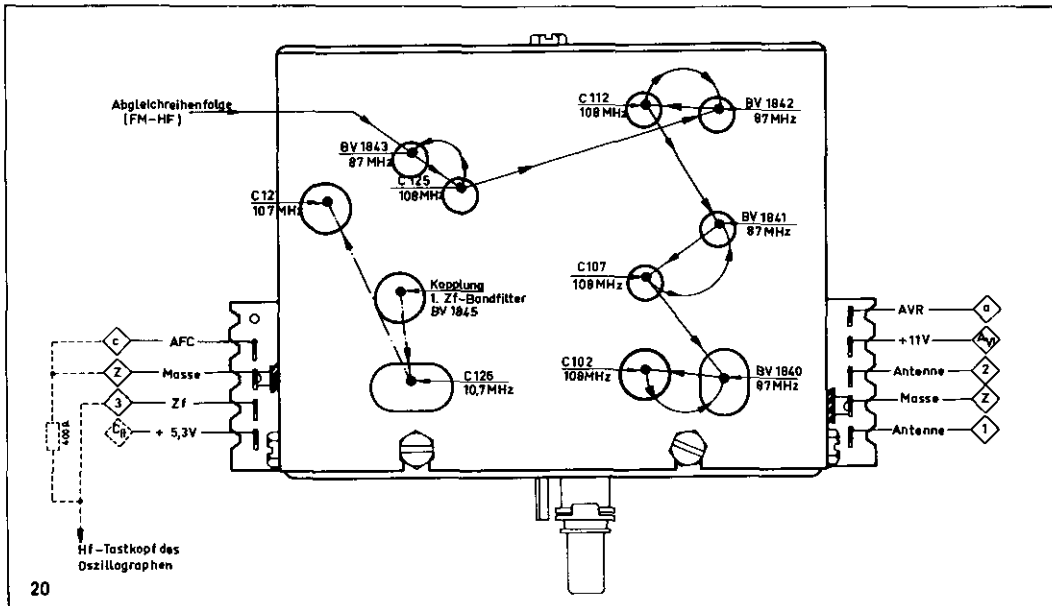 Abgleichreihenfolge
(FM-HF)
BV 1843
87 MHz
C 125
108 MHz
C 112
108 MHz
BV 1842
87 MHz
C 121
10,7 MHz
BV 1841
87 MHz
C 107
108 MHz
Kopplung
1. Zf-Bandfilter
BV 1845
C 126
10,7 MHz
C 102
108 MHz
BV 1840
87 MHz
c AFC
Z Masse
3 Zf
+ 5,3V
400Ω
AVR a
+11V
Antenne 2
Masse Z
Antenne 1
Hf-Tastkopf des
Oszillographen
20